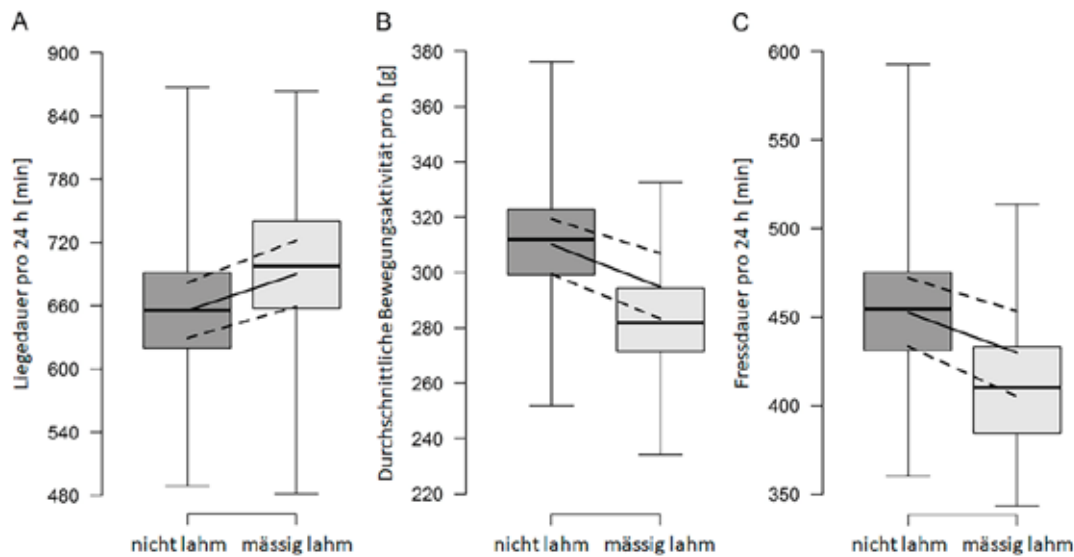 A
Liegedauer pro 24 h [min]
900
840
780
720
660
600
540
480
nicht lahm
mässig lahm
B
Durchschnittliche Bewegungsaktivität pro h [g]
380
360
340
320
300
280
260
240
220
nicht lahm
mässig lahm
C
Fressdauer pro 24 h [min]
600
550
500
450
400
350
nicht lahm
mässig lahm